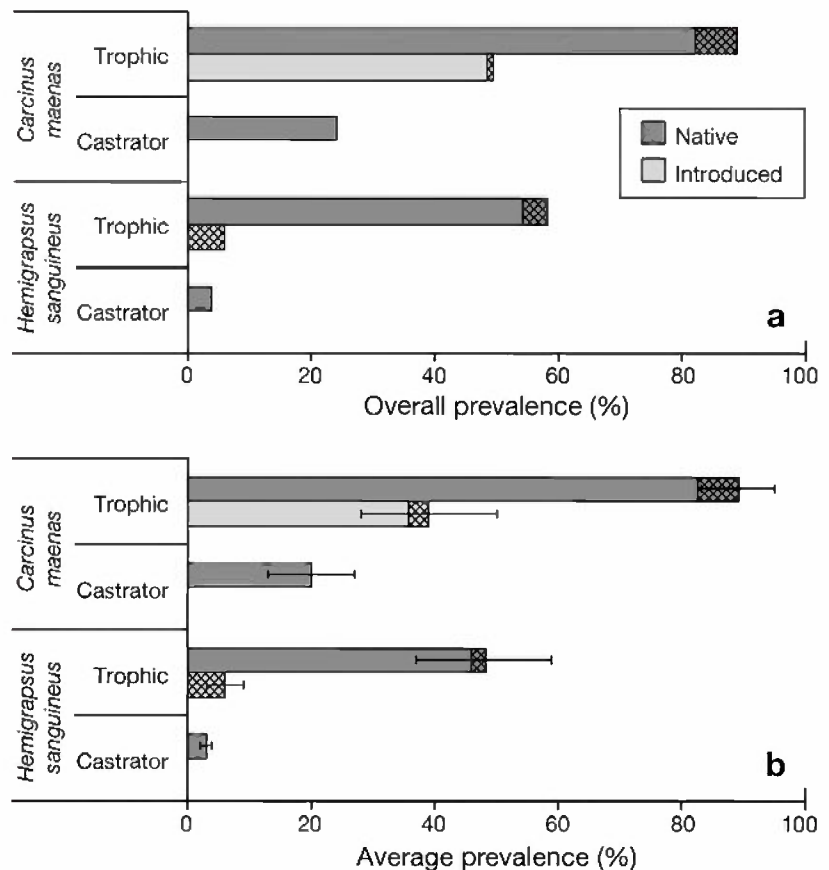 Carcinus
maenas
Trophic
Castrator
Hemigrapsus
sanguineus
Trophic
Castrator
Native
Introduced
a
0 20 40 60 80 100
Overall prevalence (%)
Carcinus
maenas
Trophic
Castrator
Hemigrapsus
sanguineus
Trophic
Castrator
b
0 20 40 60 80 100
Average prevalence (%)